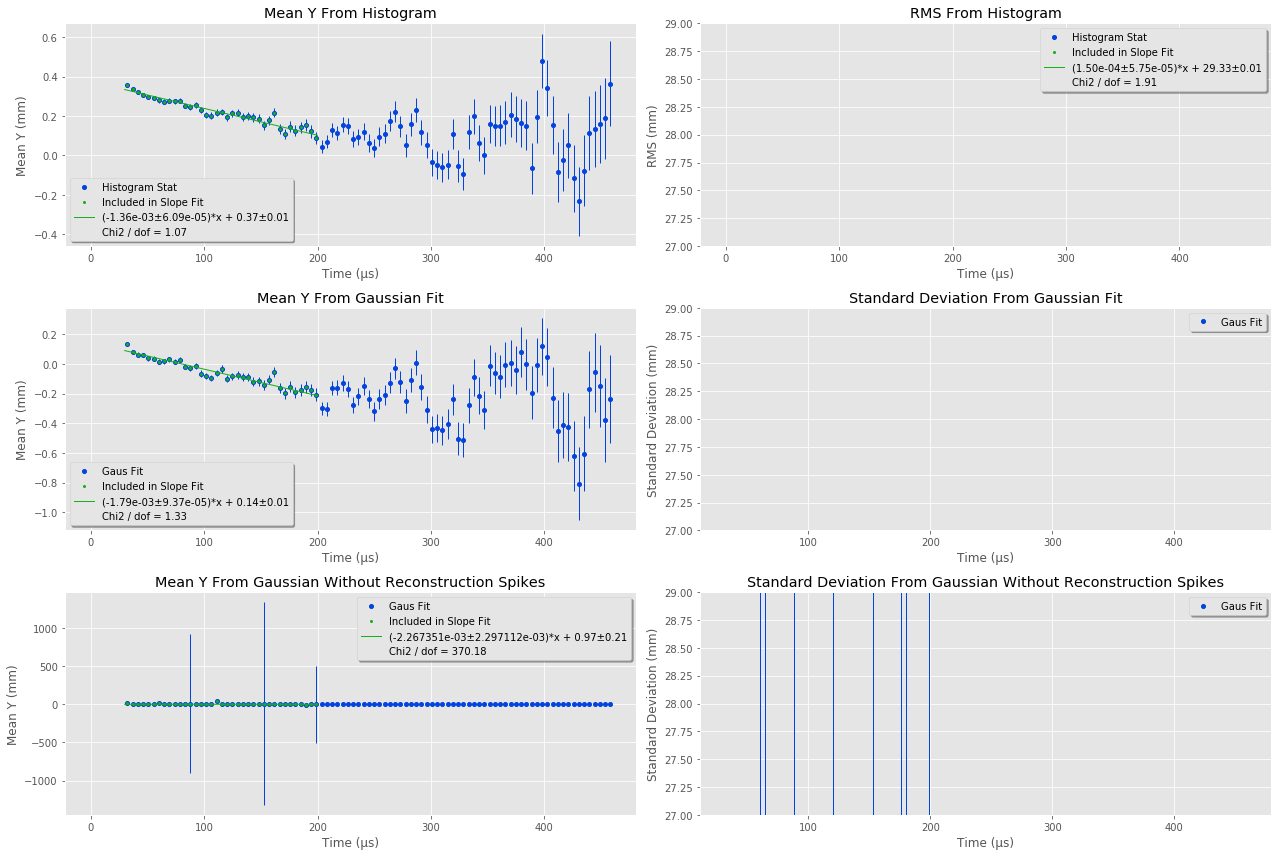 Mean Y From Histogram
Mean Y (mm)
0.6
0.4
0.2
0.0
−0.2
−0.4
Histogram Stat
Included in Slope Fit
(-1.36e-03±6.09e-05)*x + 0.37±0.01
Chi2 / dof = 1.07
0 100 200 300 400
Time (μs)
RMS From Histogram
RMS (mm)
29.00
28.75
28.50
28.25
28.00
27.75
27.50
27.25
27.00
Histogram Stat
Included in Slope Fit
(1.50e-04±5.75e-05)*x + 29.33±0.01
Chi2 / dof = 1.91
0 100 200 300 400
Time (μs)
Mean Y From Gaussian Fit
Mean Y (mm)
0.2
0.0
−0.2
−0.4
−0.6
−0.8
−1.0
Gaus Fit
Included in Slope Fit
(-1.79e-03±9.37e-05)*x + 0.14±0.01
Chi2 / dof = 1.33
0 100 200 300 400
Time (μs)
Standard Deviation From Gaussian Fit
Standard Deviation (mm)
29.00
28.75
28.50
28.25
28.00
27.75
27.50
27.25
27.00
Gaus Fit
100 200 300 400
Time (μs)
Mean Y From Gaussian Without Reconstruction Spikes
Mean Y (mm)
1000
500
0
−500
−1000
Gaus Fit
Included in Slope Fit
(-2.267351e-03±2.297112e-03)*x + 0.97±0.21
Chi2 / dof = 370.18
0 100 200 300 400
Time (μs)
Standard Deviation From Gaussian Without Reconstruction Spikes
Standard Deviation (mm)
29.00
28.75
28.50
28.25
28.00
27.75
27.50
27.25
27.00
Gaus Fit
100 200 300 400
Time (μs)